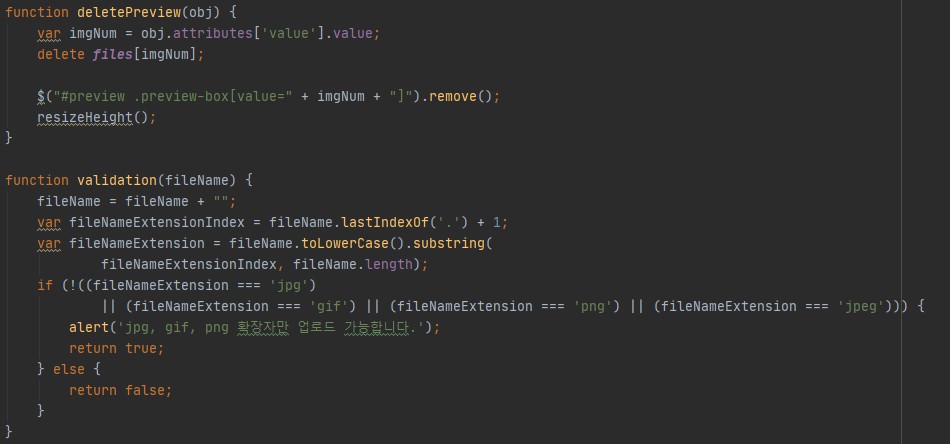 function deletePreview(obj) {
    var imgNum = obj.attributes['value'].value;
    delete files[imgNum];

    $("#preview .preview-box[value=" + imgNum + "]").remove();
    resizeHeight();
}

function validation(fileName) {
    fileName = fileName + "";
    var fileNameExtensionIndex = fileName.lastIndexOf('.') + 1;
    var fileNameExtension = fileName.toLowerCase().substring(
            fileNameExtensionIndex, fileName.length);
    if (!((fileNameExtension === 'jpg')
            || (fileNameExtension === 'gif') || (fileNameExtension === 'png') || (fileNameExtension === 'jpeg'))) {
        alert('jpg, gif, png 확장자만 업로드 가능합니다.');
        return true;
    } else {
        return false;
    }
}